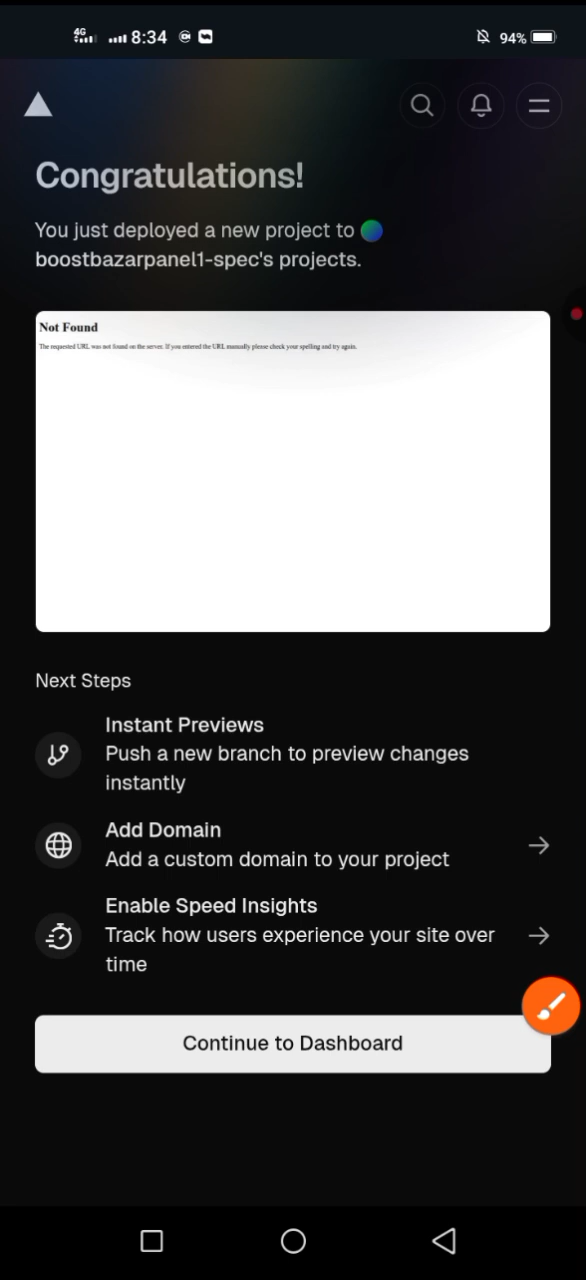 4G 8:34 94%
Congratulations!
You just deployed a new project to
boostbazarpanel1-spec's projects.
Not Found
The requested URL was not found on the server. If you entered the URL manually please check your spelling and try again.
Next Steps
Instant Previews
Push a new branch to preview changes
instantly
Add Domain
Add a custom domain to your project
Enable Speed Insights
Track how users experience your site over
time
Continue to Dashboard